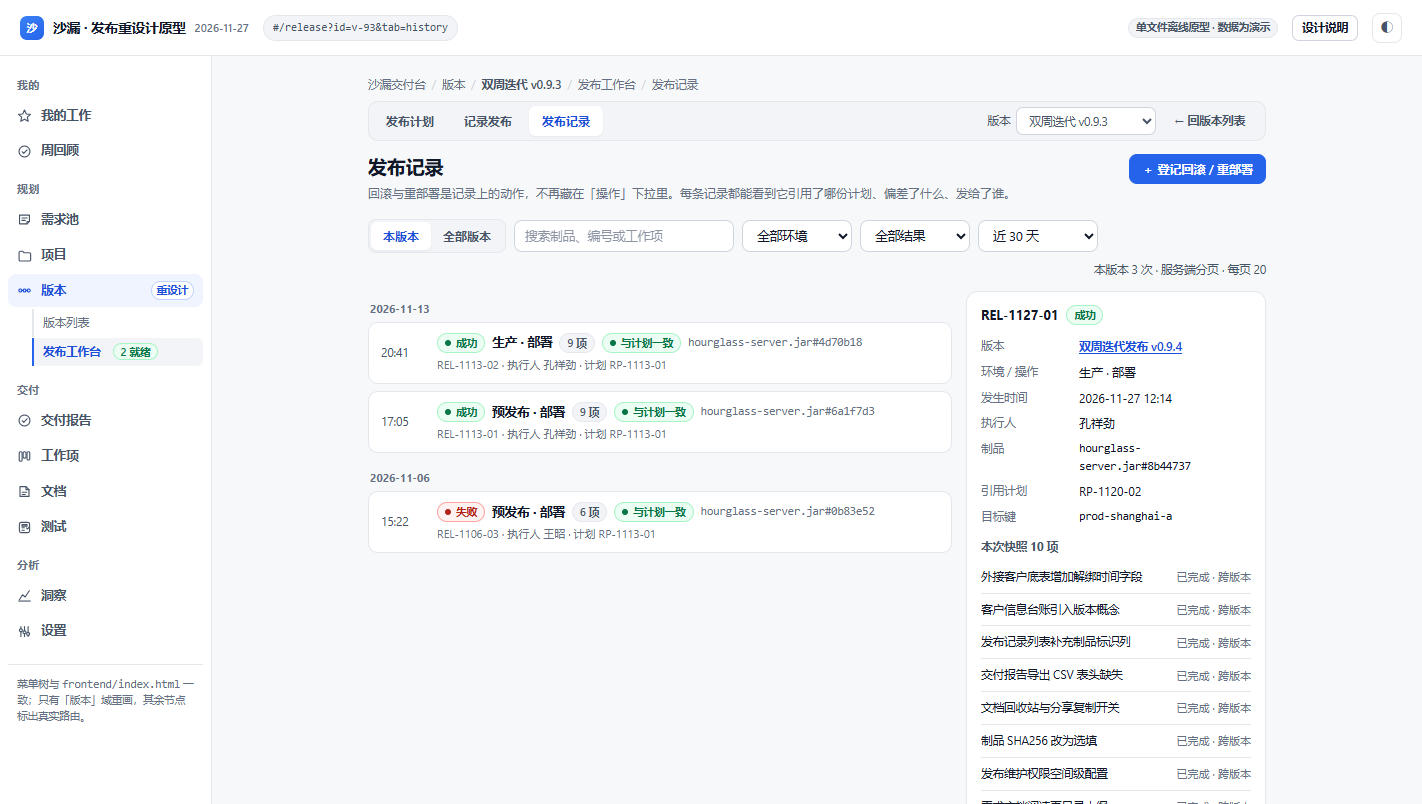 沙
沙漏 · 发布重设计原型
2026-11-27
#/release?id=v-93&tab=history
单文件离线原型 · 数据为演示
设计说明
我的
我的工作
周回顾
规划
需求池
项目
版本
重设计
版本列表
发布工作台
2 就绪
交付
交付报告
工作项
文档
测试
分析
洞察
设置
菜单树与 frontend/index.html 一
致；只有「版本」域重画，其余节点
标出真实路由。
沙漏交付台 / 版本 / 双周迭代 v0.9.3 / 发布工作台 / 发布记录
发布计划
记录发布
发布记录
版本
双周迭代 v0.9.3
← 回版本列表
发布记录
＋ 登记回滚 / 重部署
回滚与重部署是记录上的动作，不再藏在「操作」下拉里。每条记录都能看到它引用了哪份计划、偏差了什么、发给了谁。
本版本
全部版本
搜索制品、编号或工作项
全部环境
全部结果
近 30 天
本版本 3 次 · 服务端分页 · 每页 20
2026-11-13
20:41
成功 生产 · 部署 9 项 与计划一致 hourglass-server.jar#4d70b18
REL-1113-02 · 执行人 孔祥劲 · 计划 RP-1113-01
17:05
成功 预发布 · 部署 9 项 与计划一致 hourglass-server.jar#6a1f7d3
REL-1113-01 · 执行人 孔祥劲 · 计划 RP-1113-01
2026-11-06
15:22
失败 预发布 · 部署 6 项 与计划一致 hourglass-server.jar#0b83e52
REL-1106-03 · 执行人 王昭 · 计划 RP-1113-01
REL-1127-01 成功
版本 双周迭代发布 v0.9.4
环境 / 操作 生产 · 部署
发生时间 2026-11-27 12:14
执行人 孔祥劲
制品 hourglass-
server.jar#8b44737
引用计划 RP-1120-02
目标键 prod-shanghai-a
本次快照 10 项
外接客户底表增加解绑时间字段 已完成 · 跨版本
客户信息台账引入版本概念 已完成 · 跨版本
发布记录列表补充制品标识列 已完成 · 跨版本
交付报告导出 CSV 表头缺失 已完成 · 跨版本
文档回收站与分享复制开关 已完成 · 跨版本
制品 SHA256 改为选填 已完成 · 跨版本
发布维护权限空间级配置 已完成 · 跨版本